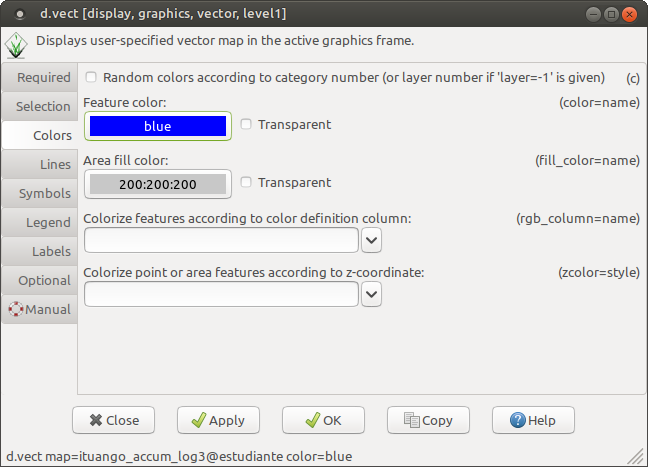 d.vect [display, graphics, vector, level1]
Displays user-specified vector map in the active graphics frame.
Required
Selection
Colors
Lines
Symbols
Legend
Labels
Optional
Manual
Random colors according to category number (or layer number if 'layer=-1' is given) (c)
Feature color: (color=name)
blue Transparent
Area fill color: (fill_color=name)
200:200:200 Transparent
Colorize features according to color definition column: (rgb_column=name)
Colorize point or area features according to z-coordinate: (zcolor=style)
Close Apply OK Copy Help
d.vect map=ituango_accum_log3@estudiante color=blue